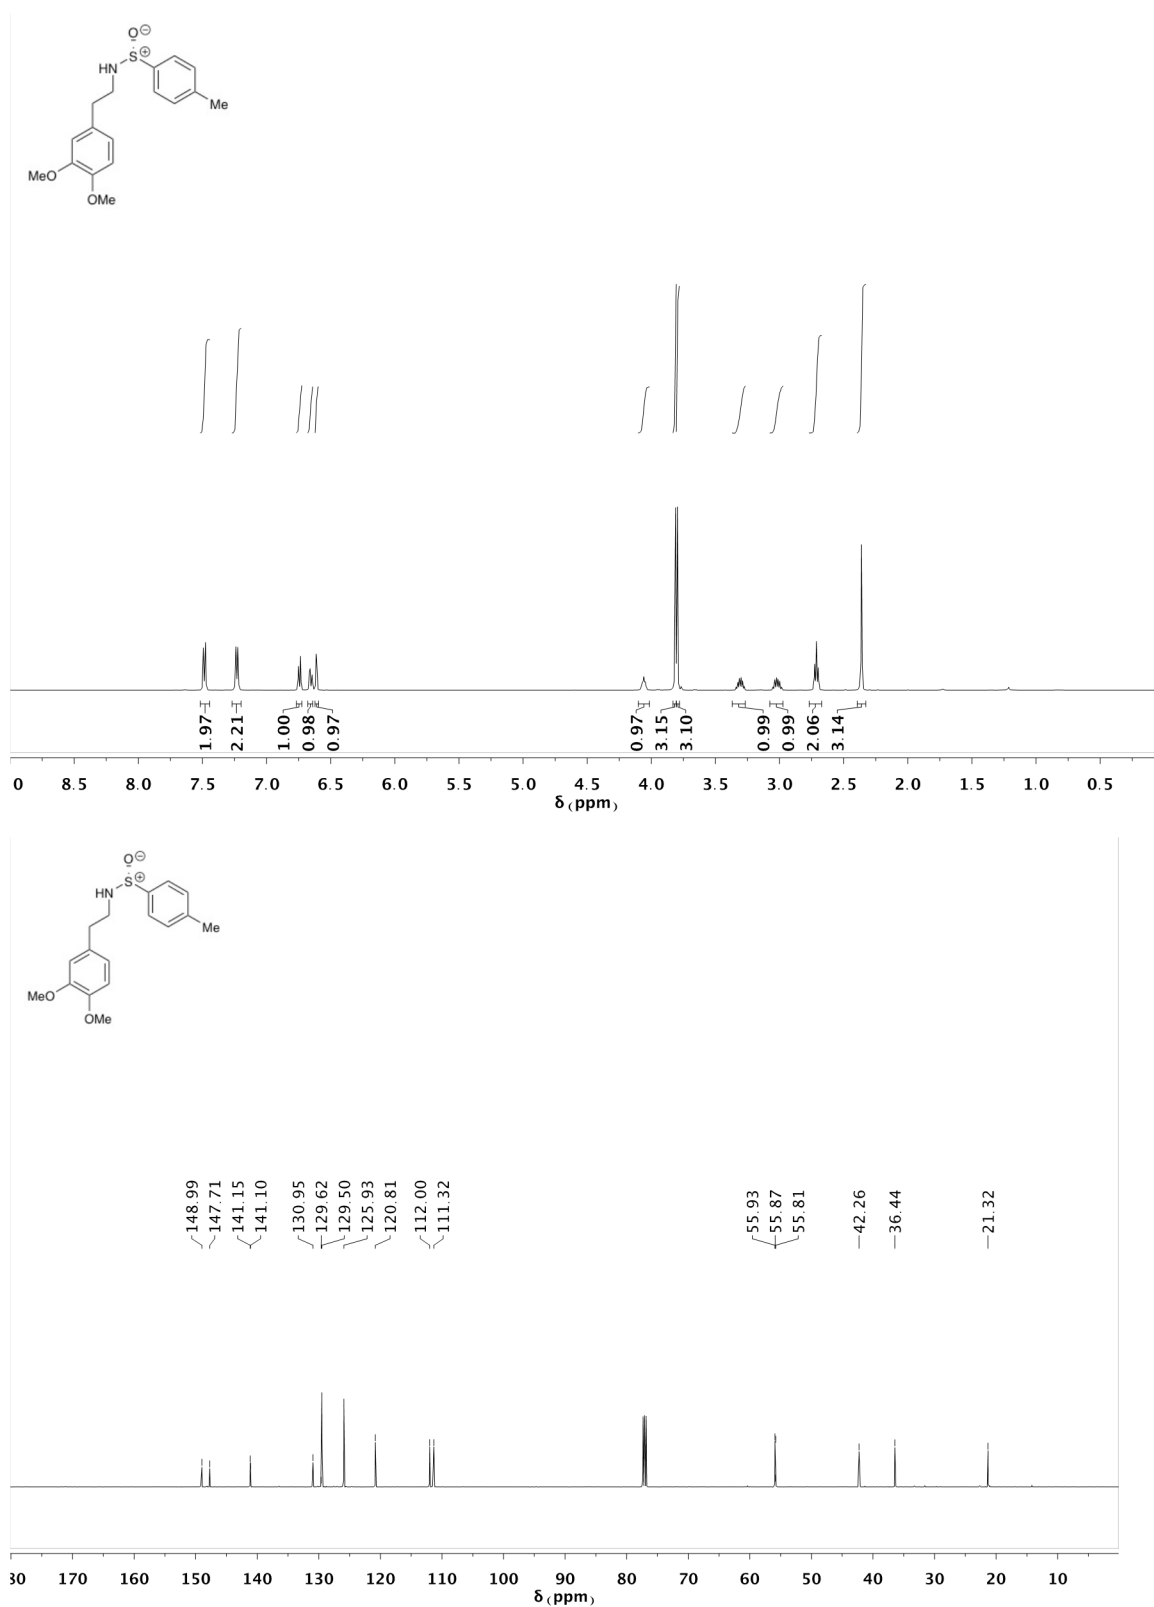 O⊖
S⊕
HN
Me
MeO
OMe
1.97
2.21
1.00
0.98
0.97
0.97
3.15
3.10
0.99
0.99
2.06
3.14
0 8.5 8.0 7.5 7.0 6.5 6.0 5.5 5.0 4.5 4.0 3.5 3.0 2.5 2.0 1.5 1.0 0.5
δ (ppm)
O⊖
S⊕
HN
Me
MeO
OMe
148.99
147.71
141.15
141.10
130.95
129.62
129.50
125.93
120.81
112.00
111.32
55.93
55.87
55.81
42.26
36.44
21.32
80 170 160 150 140 130 120 110 100 90 80 70 60 50 40 30 20 10
δ (ppm)